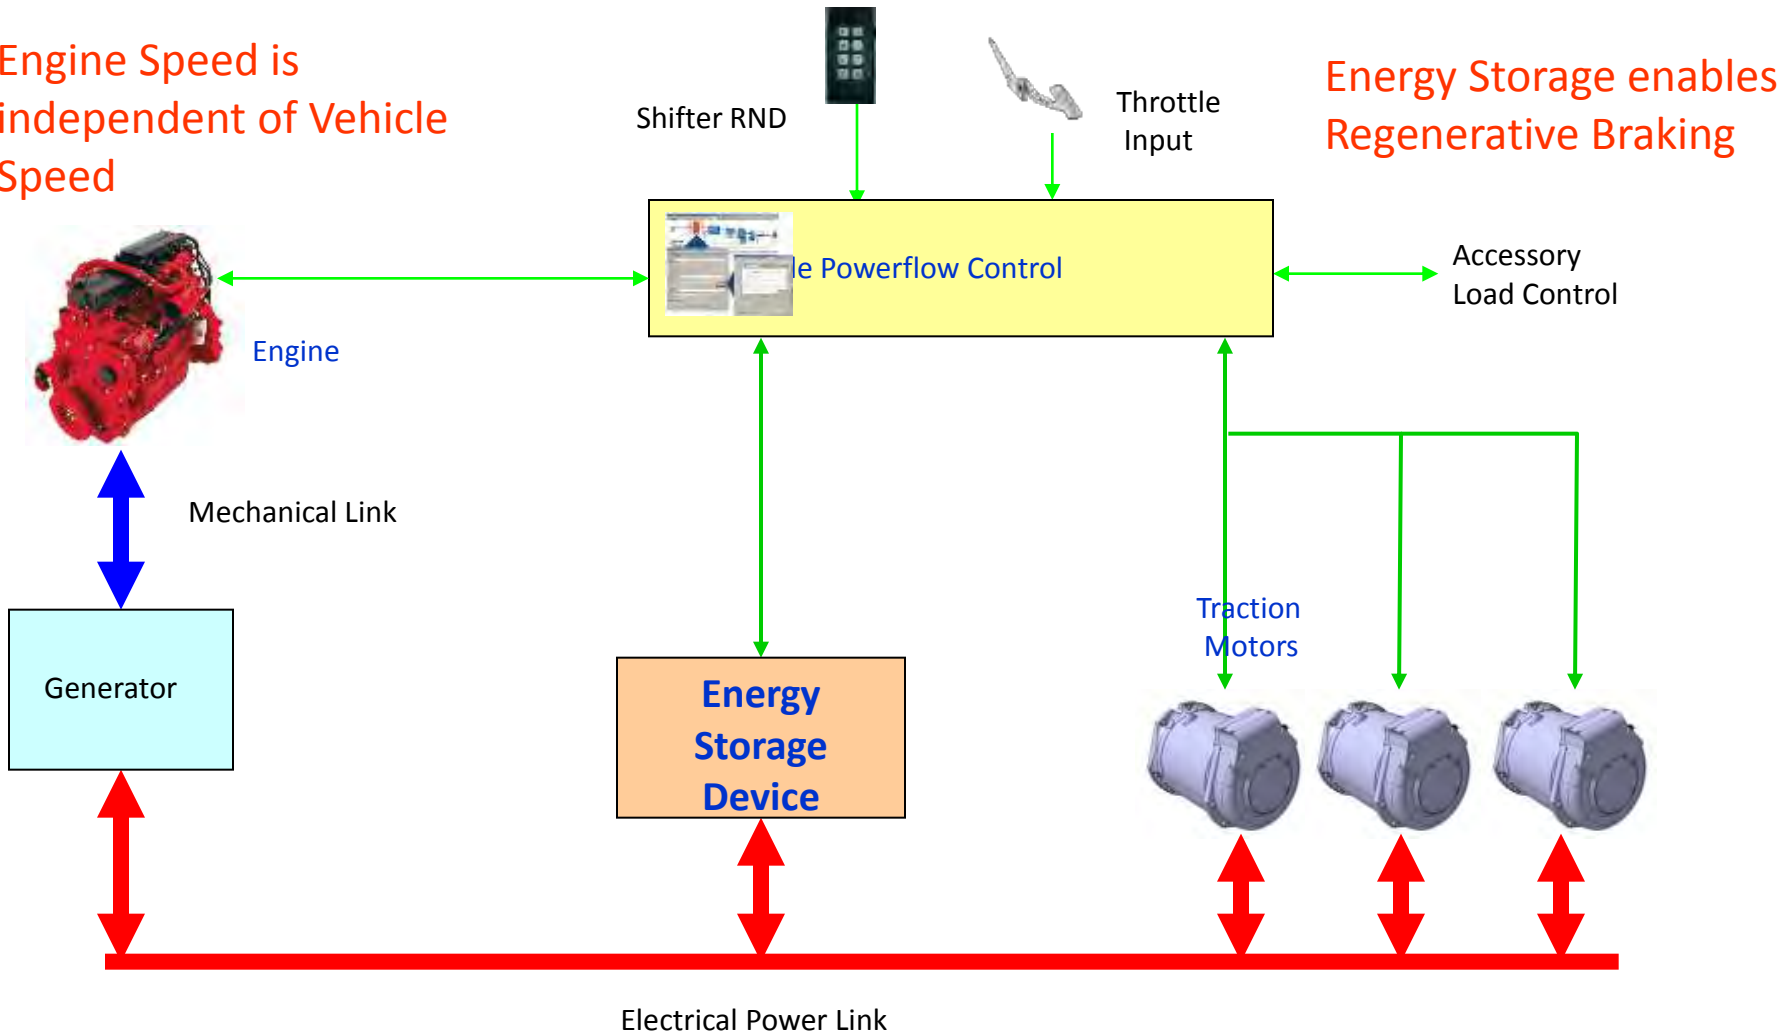 Engine Speed is
independent of Vehicle
Speed
Shifter RND
Throttle
Input
Energy Storage enables
Regenerative Braking
le Powerflow Control
Accessory
Load Control
Engine
Mechanical Link
Traction
Motors
Generator
Energy
Storage
Device
Electrical Power Link